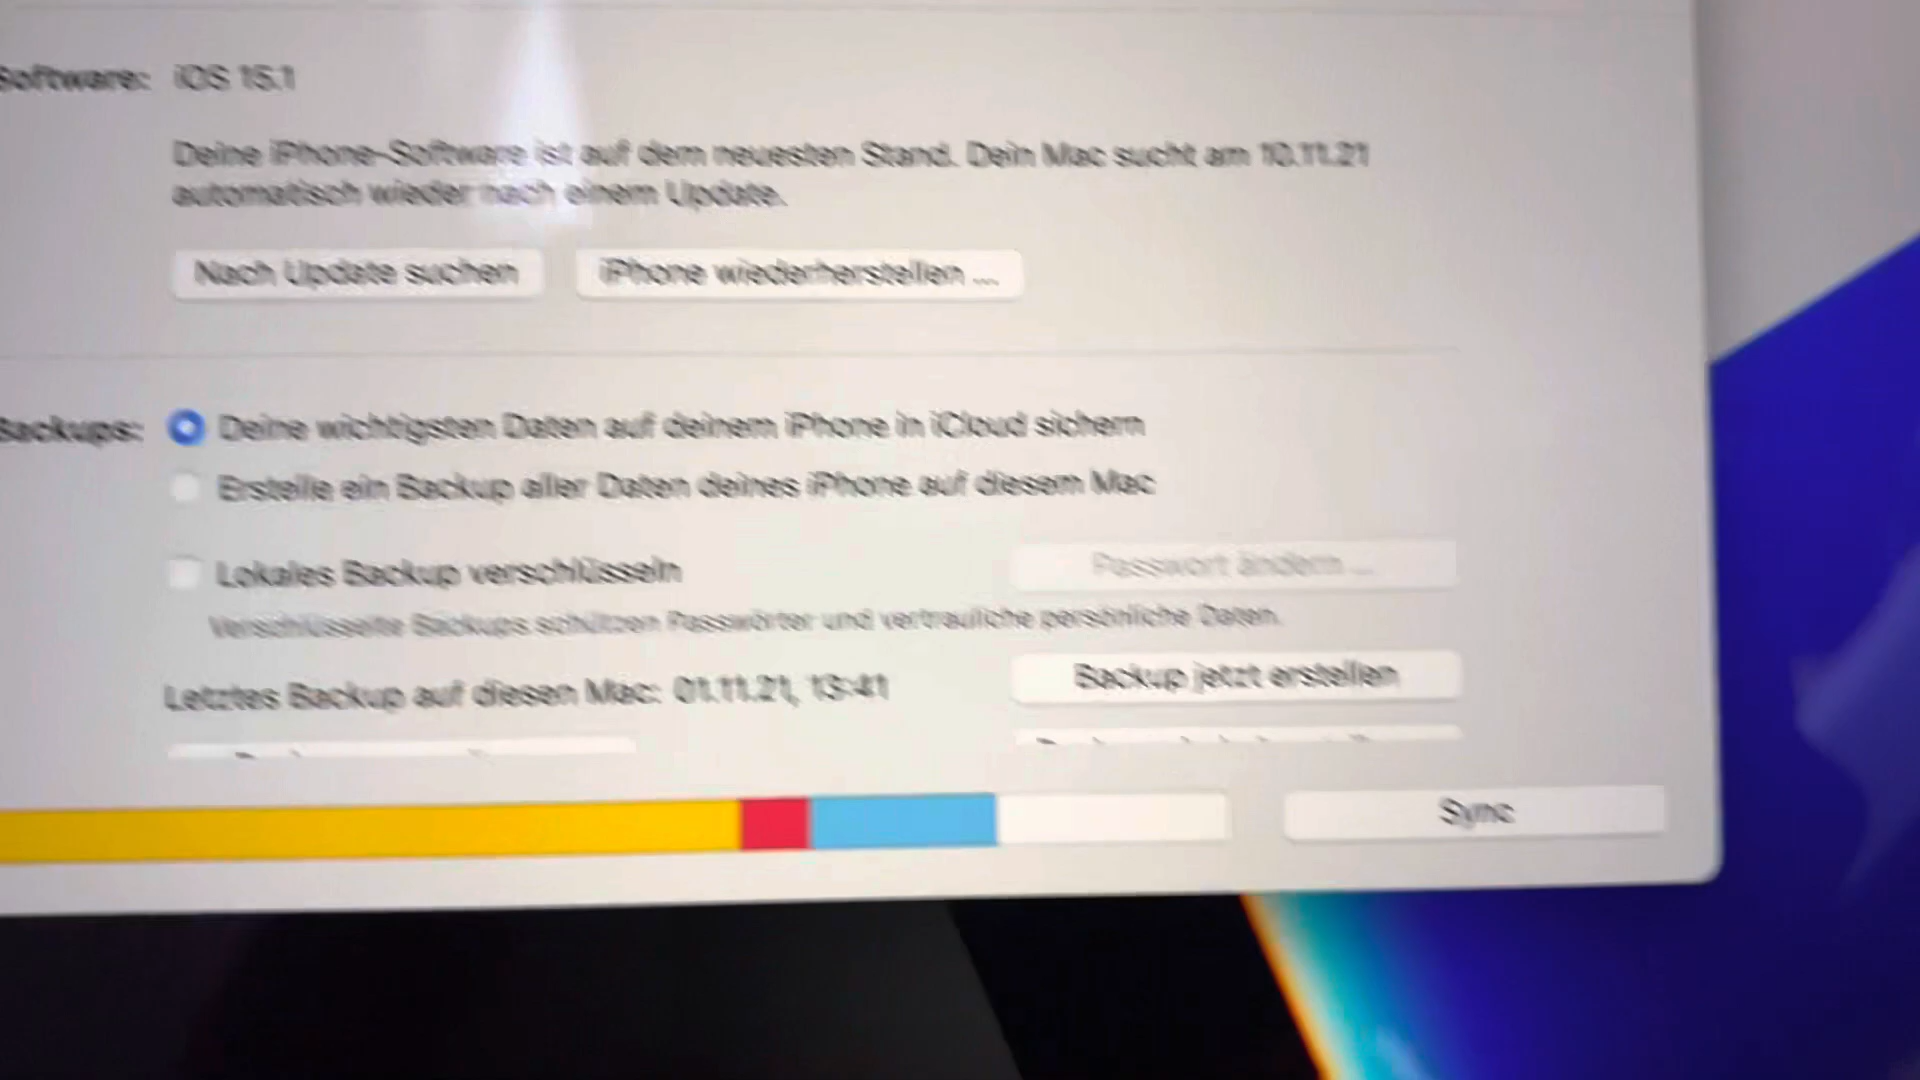 Software: iOS 15.1
Deine iPhone-Software ist auf dem neuesten Stand. Dein Mac sucht am 10.11.21
automatisch wieder nach einem Update.
Nach Update suchen iPhone wiederherstellen ...
Backups: Deine wichtigsten Daten auf deinem iPhone in iCloud sichern
Erstelle ein Backup aller Daten deines iPhone auf diesem Mac
Lokales Backup verschlüsseln Passwort ändern ...
Verschlüsselte Backups schützen Passwörter und vertrauliche persönliche Daten.
Letztes Backup auf diesen Mac: 01.11.21, 13:41 Backup jetzt erstellen
Sync